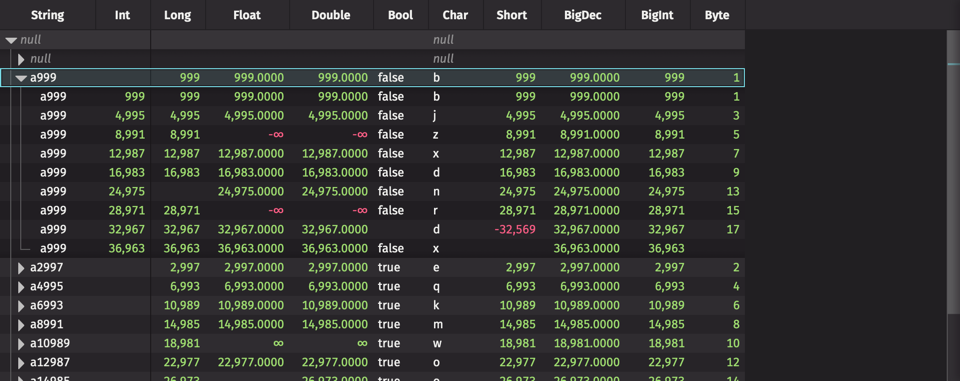 String Int Long Float Double Bool Char Short BigDec BigInt Byte
null null
null null
a999 999 999.0000 999.0000 false b 999 999.0000 999 1
a999 999 999 999.0000 999.0000 false b 999 999.0000 999 1
a999 4,995 4,995 4,995.0000 4,995.0000 false j 4,995 4,995.0000 4,995 3
a999 8,991 8,991 -∞ -∞ false z 8,991 8,991.0000 8,991 5
a999 12,987 12,987 12,987.0000 12,987.0000 false x 12,987 12,987.0000 12,987 7
a999 16,983 16,983 16,983.0000 16,983.0000 false d 16,983 16,983.0000 16,983 9
a999 24,975 24,975.0000 24,975.0000 false n 24,975 24,975.0000 24,975 13
a999 28,971 28,971 -∞ -∞ false r 28,971 28,971.0000 28,971 15
a999 32,967 32,967 32,967.0000 32,967.0000 d -32,569 32,967.0000 32,967 17
a999 36,963 36,963 36,963.0000 36,963.0000 false x 36,963.0000 36,963
a2997 2,997 2,997.0000 2,997.0000 true e 2,997 2,997.0000 2,997 2
a4995 6,993 6,993.0000 6,993.0000 true q 6,993 6,993.0000 6,993 4
a6993 10,989 10,989.0000 10,989.0000 true k 10,989 10,989.0000 10,989 6
a8991 14,985 14,985.0000 14,985.0000 true m 14,985 14,985.0000 14,985 8
a10989 18,981 ∞ ∞ true w 18,981 18,981.0000 18,981 10
a12987 22,977 22,977.0000 22,977.0000 true o 22,977 22,977.0000 22,977 12